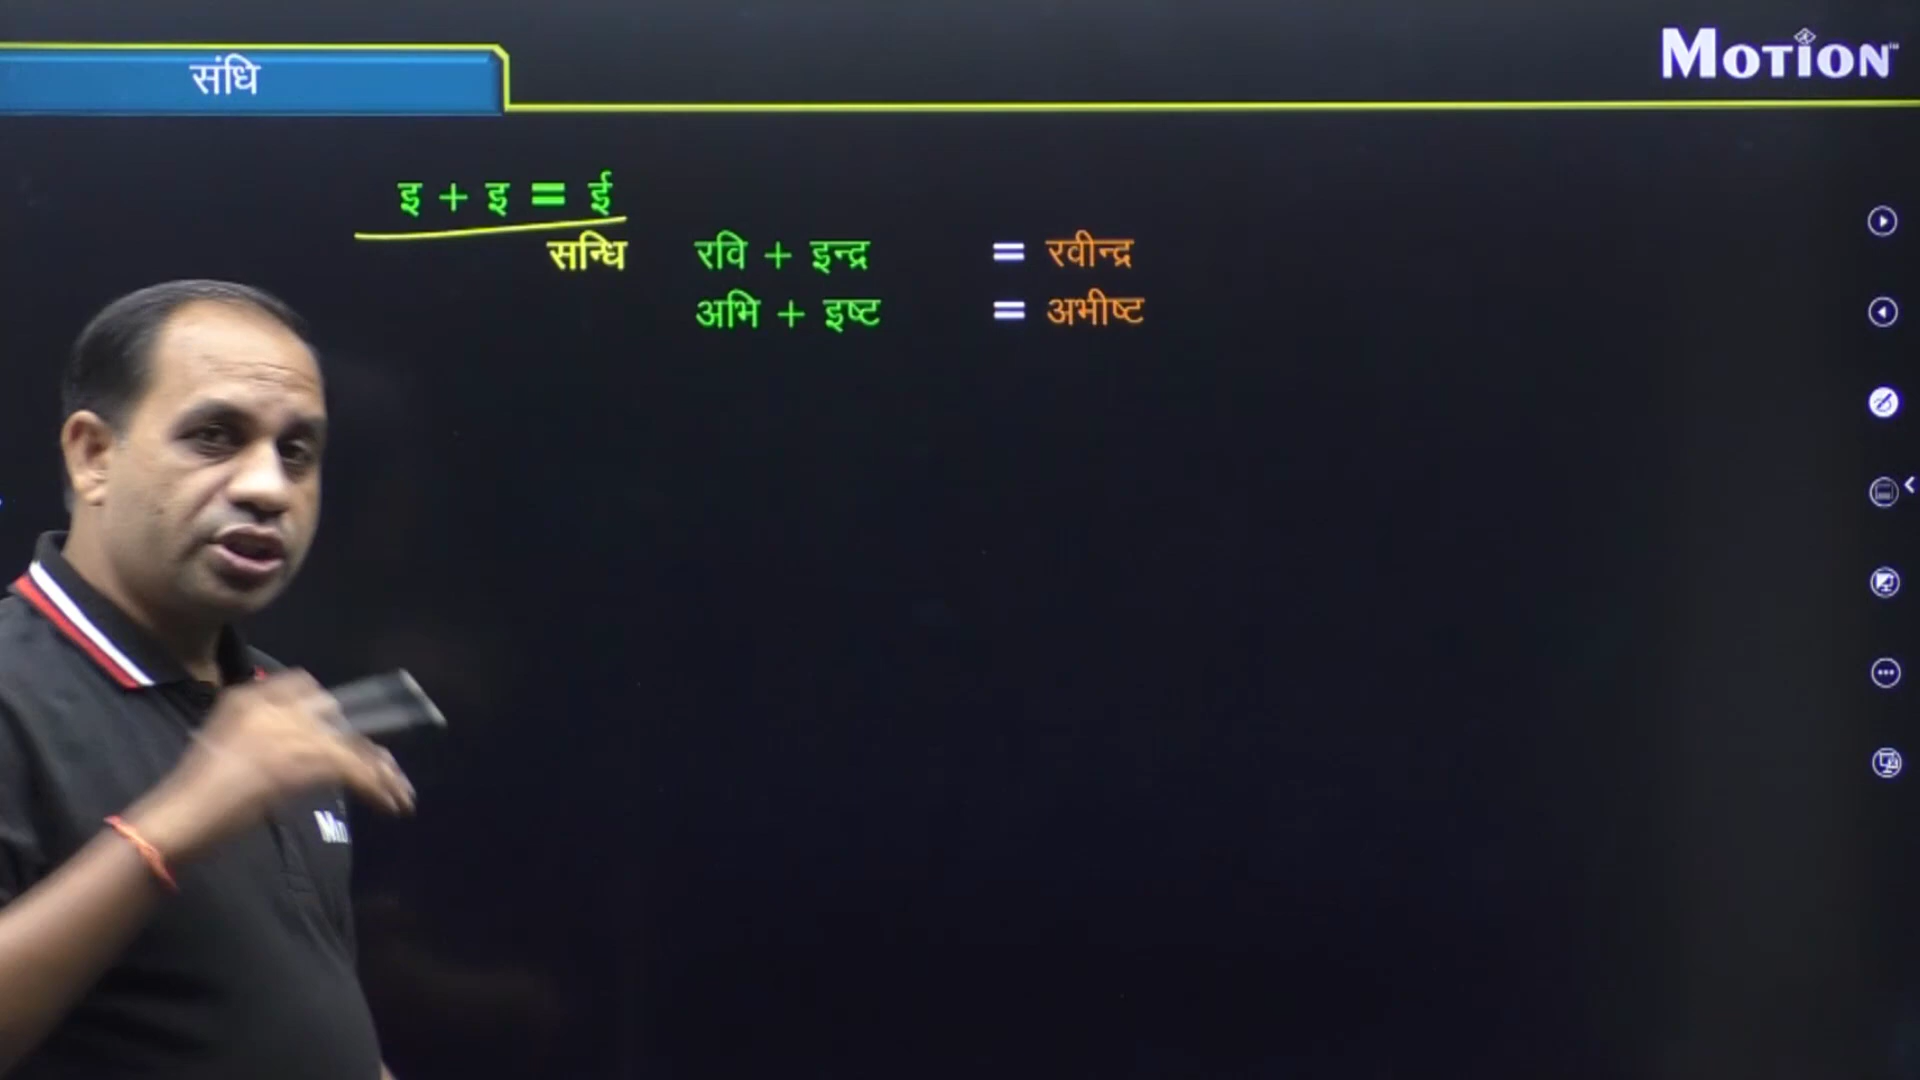 संधि
MOTION
इ + इ = ई
सन्धि रवि + इन्द्र = रवीन्द्र
अभि + इष्ट = अभीष्ट